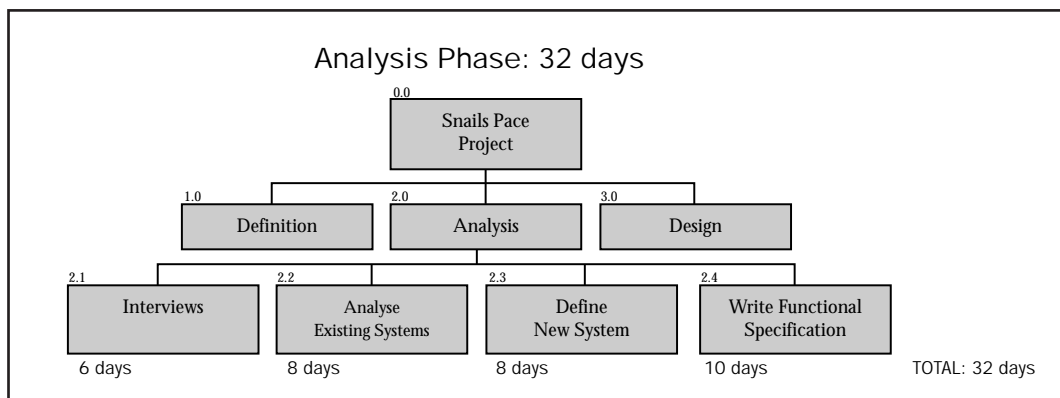 Analysis Phase: 32 days
0.0
Snails Pace
Project
1.0
Definition
2.0
Analysis
3.0
Design
2.1
Interviews
2.2
Analyse
Existing Systems
2.3
Define
New System
2.4
Write Functional
Specification
6 days
8 days
8 days
10 days
TOTAL: 32 days